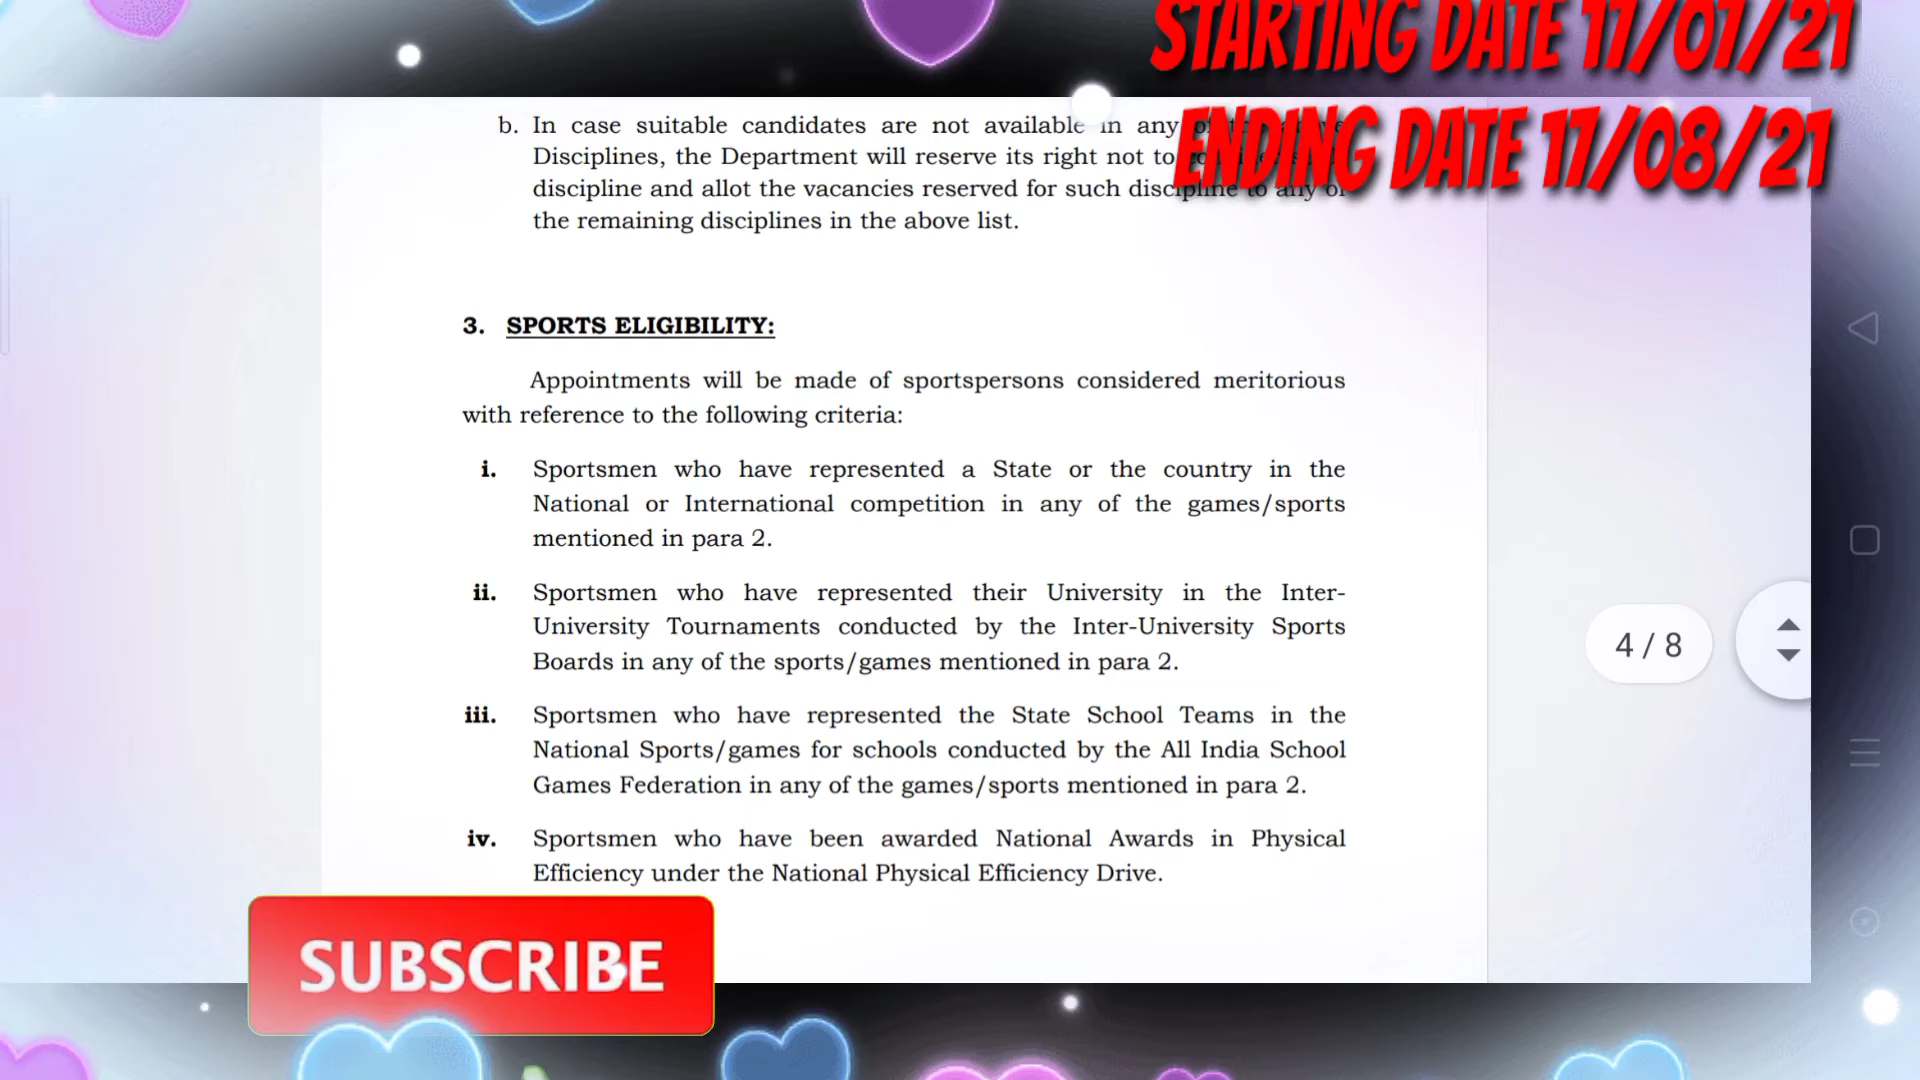 STARTING DATE 17/07/21
ENDING DATE 17/08/21
b. In case suitable candidates are not available in any
Disciplines, the Department will reserve its right not to
discipline and allot the vacancies reserved for such discipline to any of
the remaining disciplines in the above list.
3. SPORTS ELIGIBILITY:
Appointments will be made of sportspersons considered meritorious
with reference to the following criteria:
i. Sportsmen who have represented a State or the country in the
National or International competition in any of the games/sports
mentioned in para 2.
ii. Sportsmen who have represented their University in the Inter-
University Tournaments conducted by the Inter-University Sports
Boards in any of the sports/games mentioned in para 2.
iii. Sportsmen who have represented the State School Teams in the
National Sports/games for schools conducted by the All India School
Games Federation in any of the games/sports mentioned in para 2.
iv. Sportsmen who have been awarded National Awards in Physical
Efficiency under the National Physical Efficiency Drive.
4 / 8
SUBSCRIBE